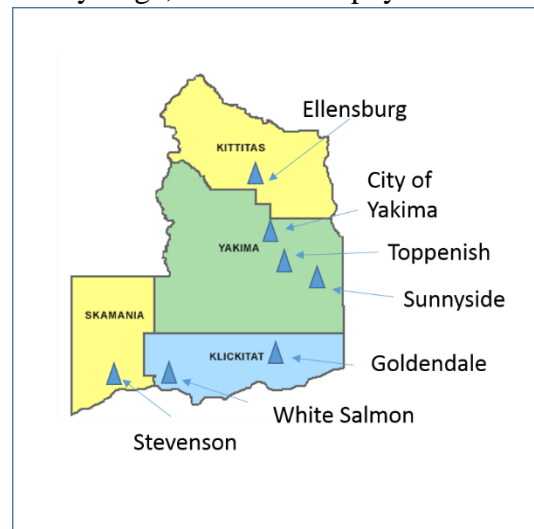 Ellensburg
KITTITAS
City of
Yakima
YAKIMA
Toppenish
Sunnyside
SKAMANIA
KLICKITAT
Goldendale
White Salmon
Stevenson